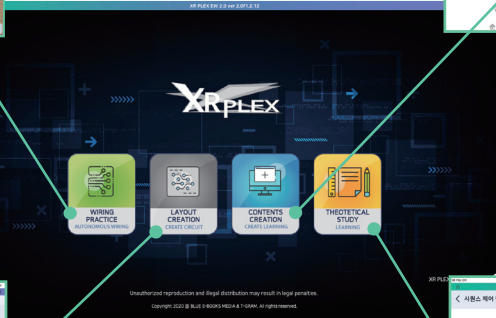 XR PLEX EW 2.0 ver 2.0f1.2.12
XRPLEX
WIRING
PRACTICE
AUTONOMOUS WIRING
LAYOUT
CREATION
CREATE CIRCUIT
CONTENTS
CREATION
CREATE LEARNING
THEOTETICAL
STUDY
LEARNING
XR PLEX
Unauthorized reproduction and illegal distribution may result in legal penalties.
Copyright 2020 BLUE E-BOOKS MEDIA & T-GRAM. All rights reserved.
시퀀스 제어